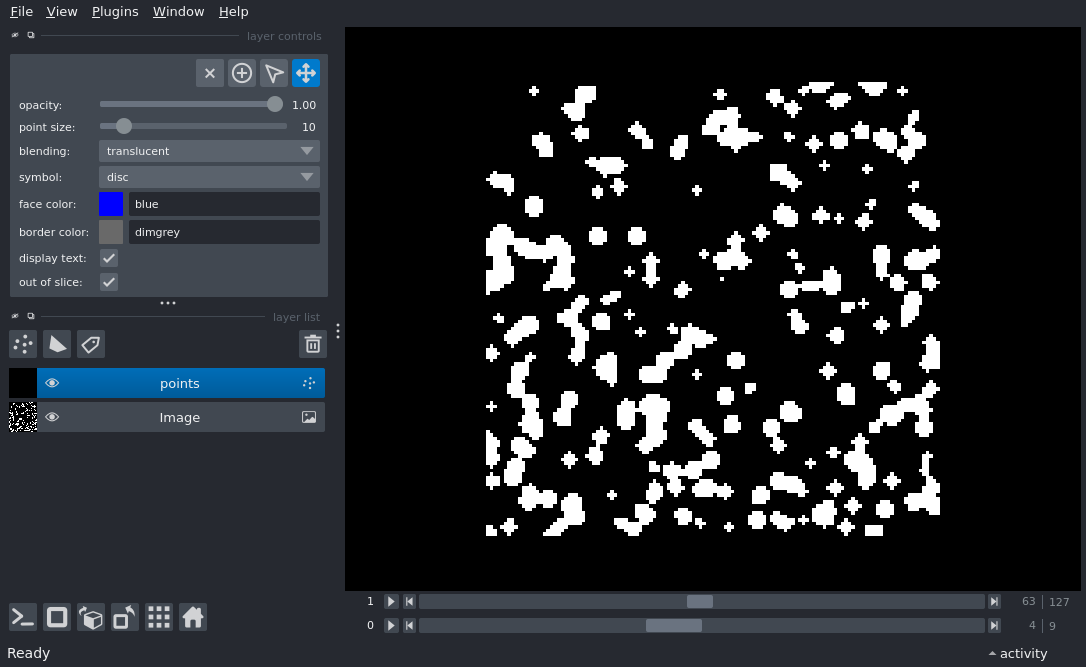 File View Plugins Window Help
layer controls
opacity: 1.00
point size: 10
blending: translucent
symbol: disc
face color: blue
border color: dimgrey
display text:
out of slice:
layer list
points
Image
1 63 127
0 4 9
Ready activity